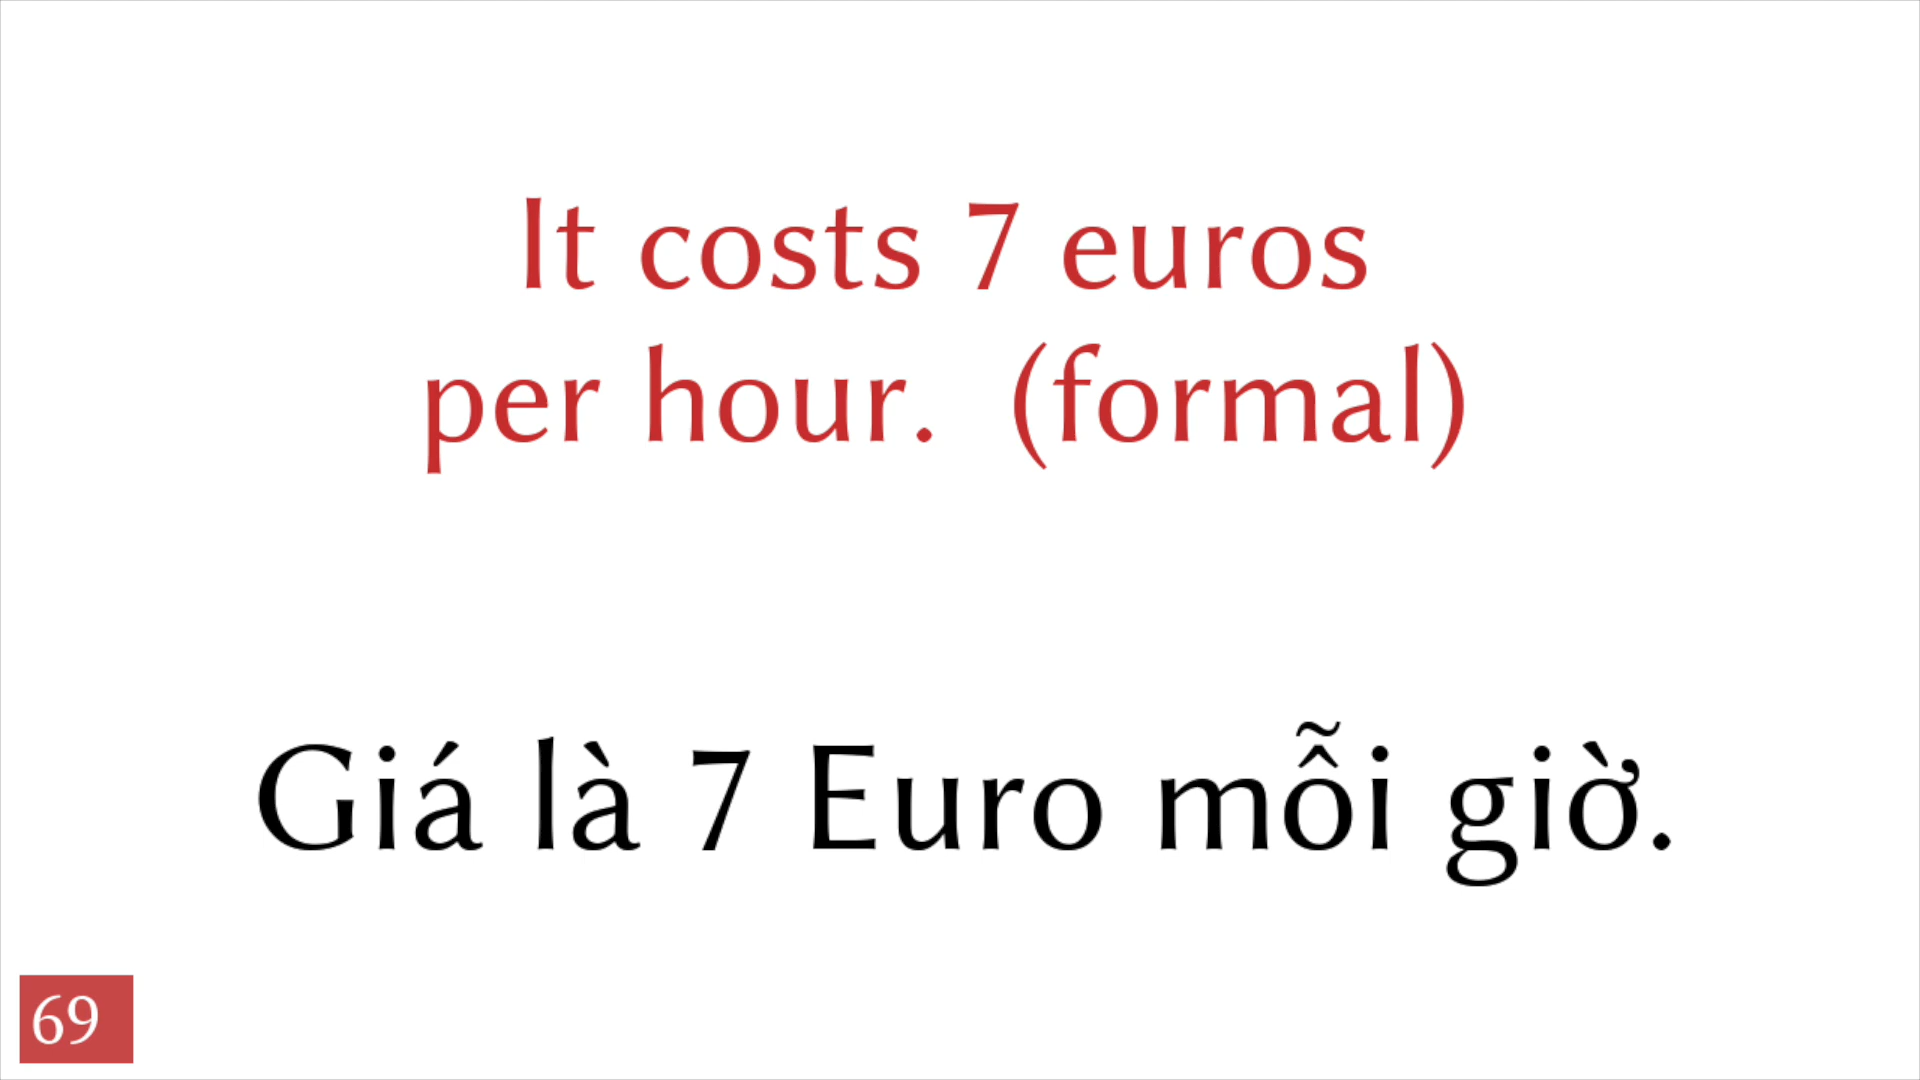 It costs 7 euros
per hour. (formal)
Giá là 7 Euro mỗi giờ.
69